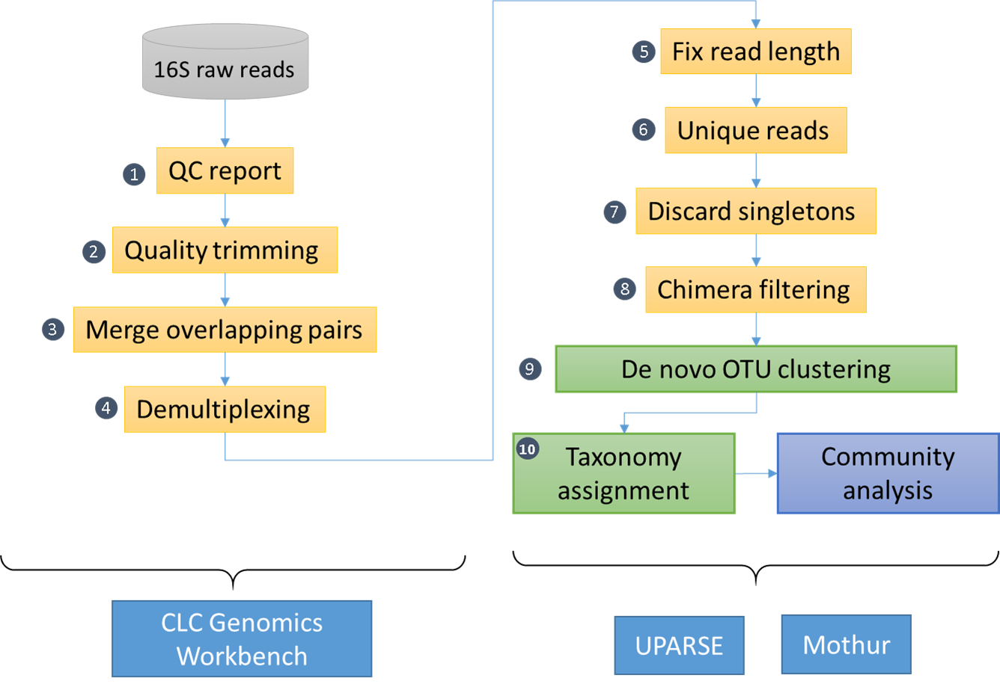 16S raw reads
1
QC report
2
Quality trimming
3
Merge overlapping pairs
4
Demultiplexing
5
Fix read length
6
Unique reads
7
Discard singletons
8
Chimera filtering
9
De novo OTU clustering
10
Taxonomy
assignment
Community
analysis
CLC Genomics
Workbench
UPARSE
Mothur